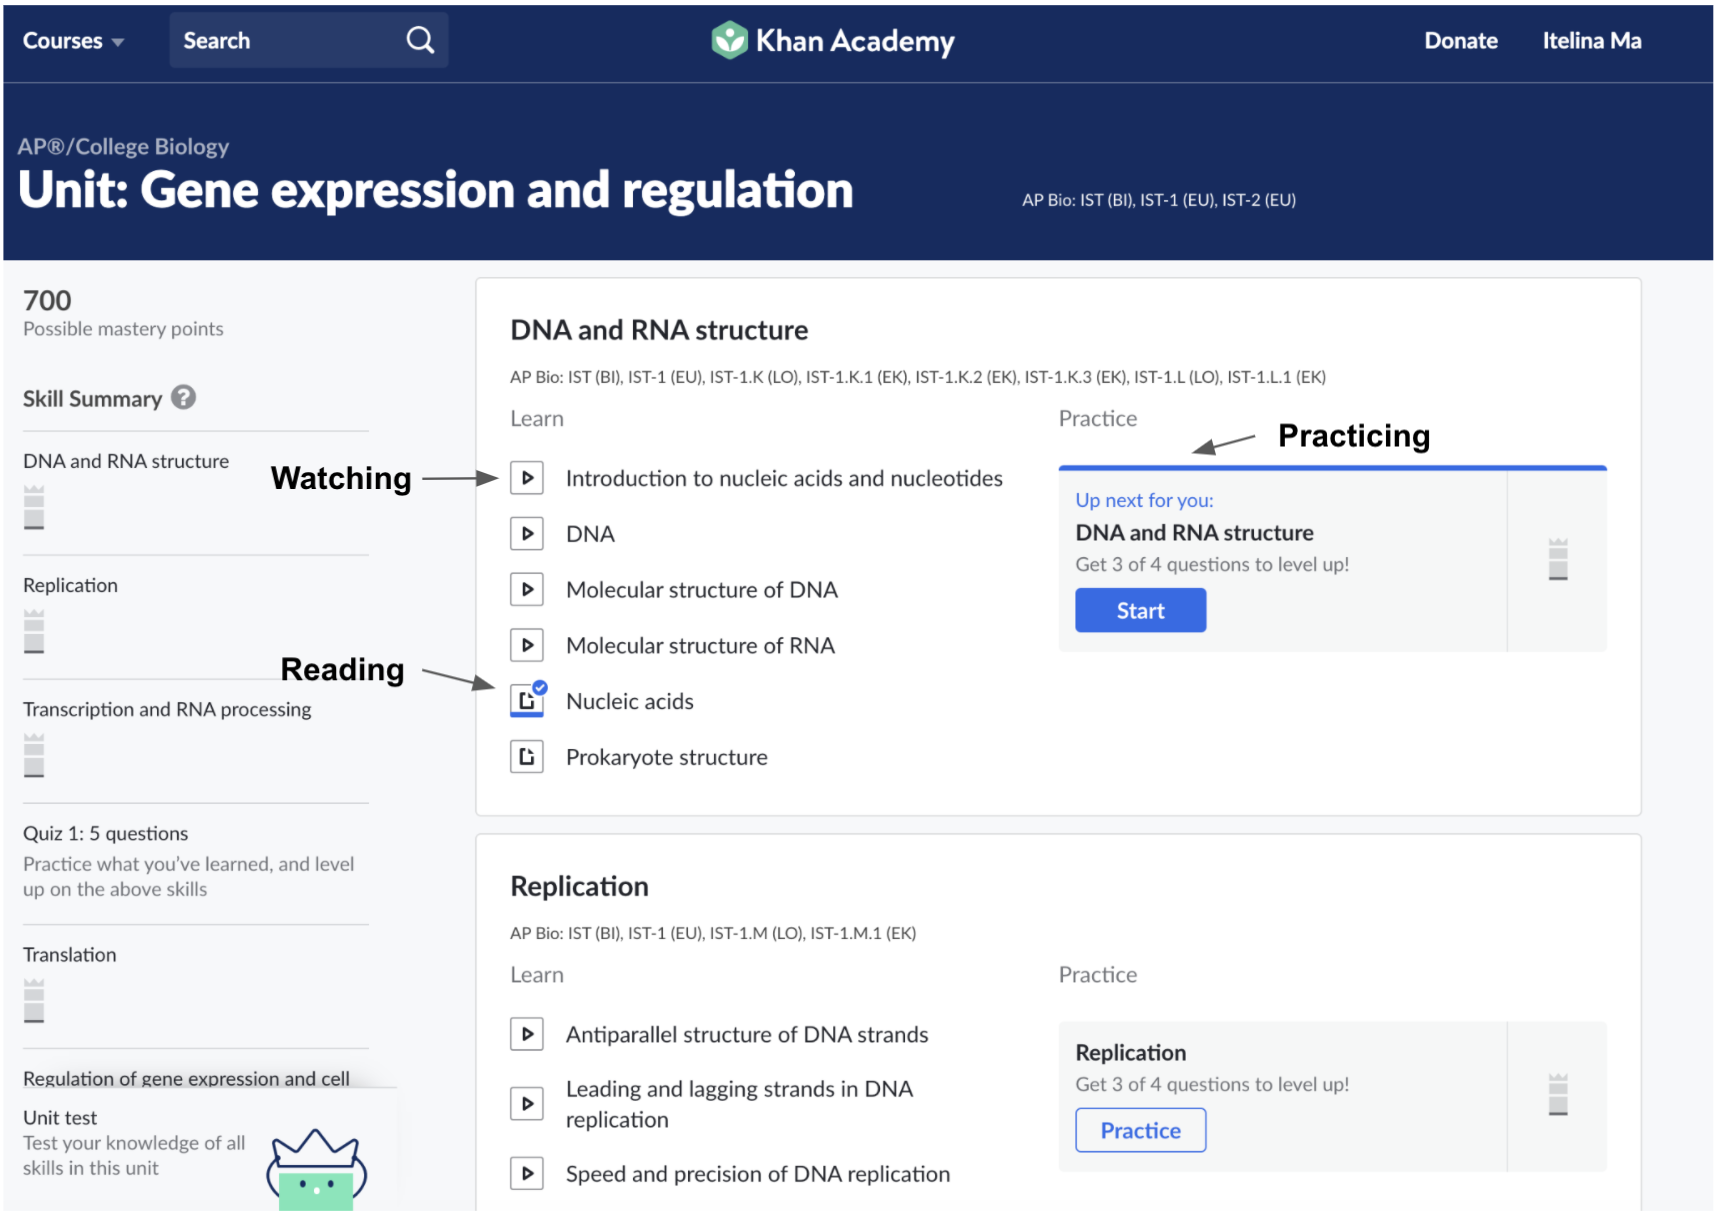 Courses
Search
Khan Academy
Donate
Itelina Ma
AP®/College Biology
Unit: Gene expression and regulation
AP Bio: IST (BI), IST-1 (EU), IST-2 (EU)
700
Possible mastery points
Skill Summary ?
DNA and RNA structure
Replication
Transcription and RNA processing
Quiz 1: 5 questions
Practice what you've learned, and level
up on the above skills
Translation
Regulation of gene expression and cell
Unit test
Test your knowledge of all
skills in this unit
DNA and RNA structure
AP Bio: IST (BI), IST-1 (EU), IST-1.K (LO), IST-1.K.1 (EK), IST-1.K.2 (EK), IST-1.K.3 (EK), IST-1.L (LO), IST-1.L.1 (EK)
Learn
Watching
Introduction to nucleic acids and nucleotides
DNA
Molecular structure of DNA
Molecular structure of RNA
Reading
Nucleic acids
Prokaryote structure
Practice
Practicing
Up next for you:
DNA and RNA structure
Get 3 of 4 questions to level up!
Start
Replication
AP Bio: IST (BI), IST-1 (EU), IST-1.M (LO), IST-1.M.1 (EK)
Learn
Antiparallel structure of DNA strands
Leading and lagging strands in DNA
replication
Speed and precision of DNA replication
Practice
Replication
Get 3 of 4 questions to level up!
Practice